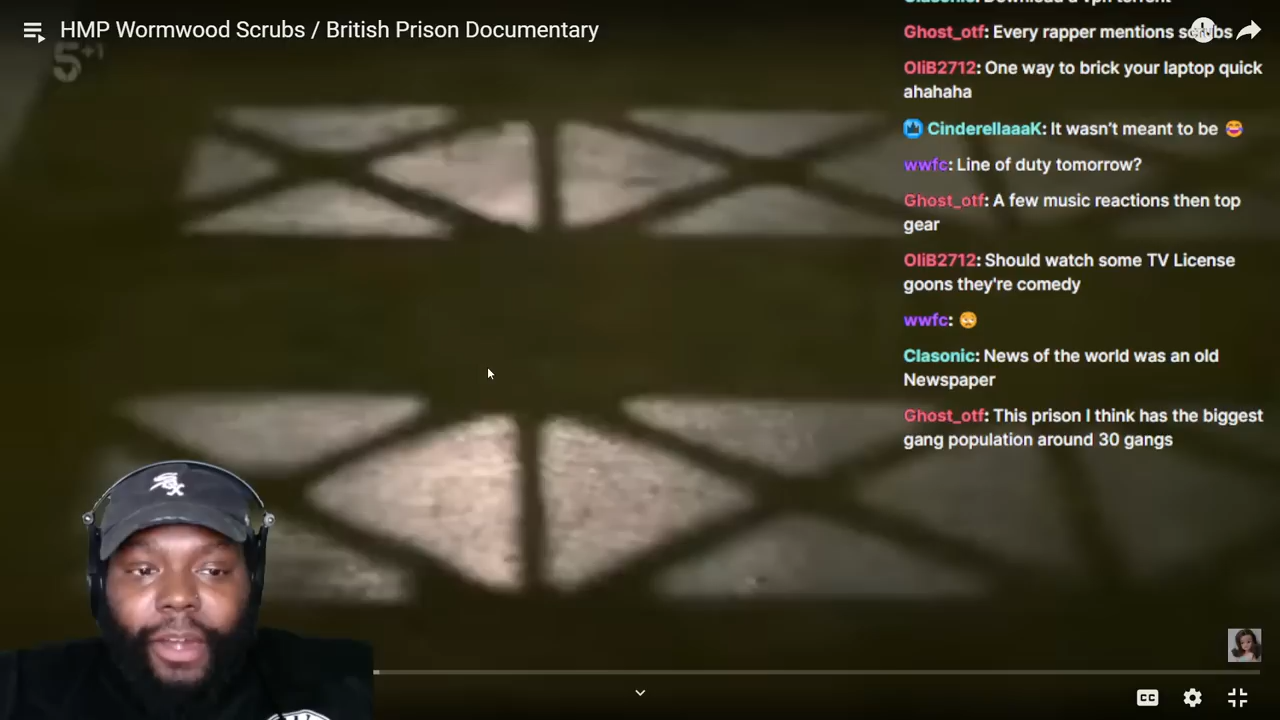 HMP Wormwood Scrubs / British Prison Documentary
5+1
Ghost_otf: Every rapper mentions scrubs
OliB2712: One way to brick your laptop quick
ahahaha
CinderellaaaK: It wasn’t meant to be 😂
wwfc: Line of duty tomorrow?
Ghost_otf: A few music reactions then top
gear
OliB2712: Should watch some TV License
goons they're comedy
wwfc:
Clasonic: News of the world was an old
Newspaper
Ghost_otf: This prison I think has the biggest
gang population around 30 gangs
Sox
CC